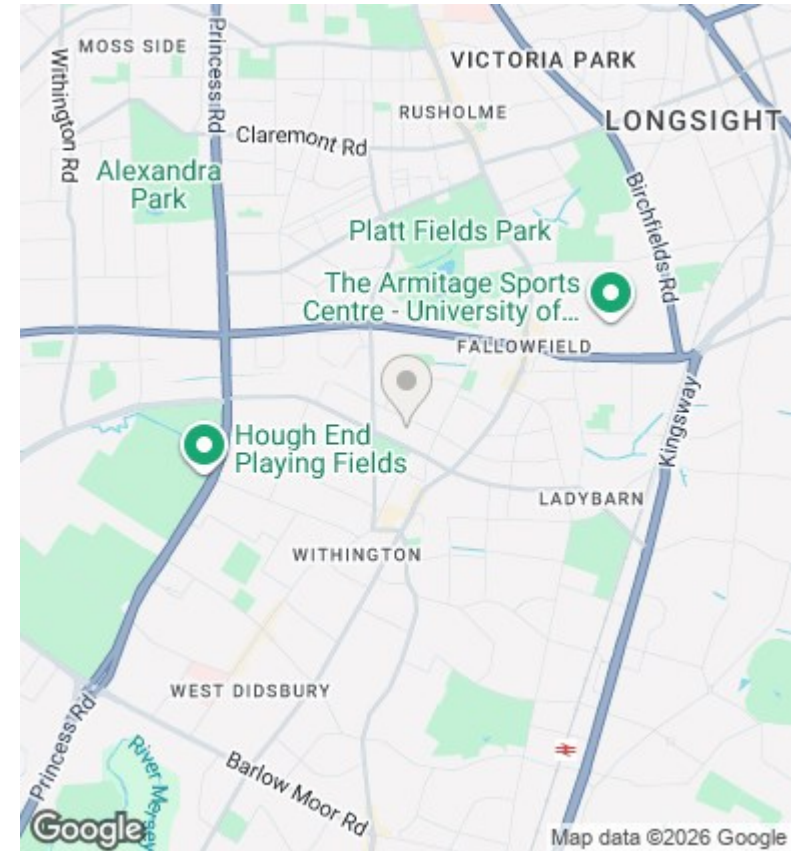 MOSS SIDE
Princess Rd
VICTORIA PARK
Withington Rd
RUSHOLME
LONGSIGHT
Claremont Rd
Alexandra
Park
Birchfields Rd
Platt Fields Park
The Armitage Sports
Centre - University of...
FALLOWFIELD
Kingsway
Hough End
Playing Fields
LADYBARN
WITHINGTON
WEST DIDSBURY
Princess Rd
River Mersey
Barlow Moor Rd
Google
Map data ©2026 Google